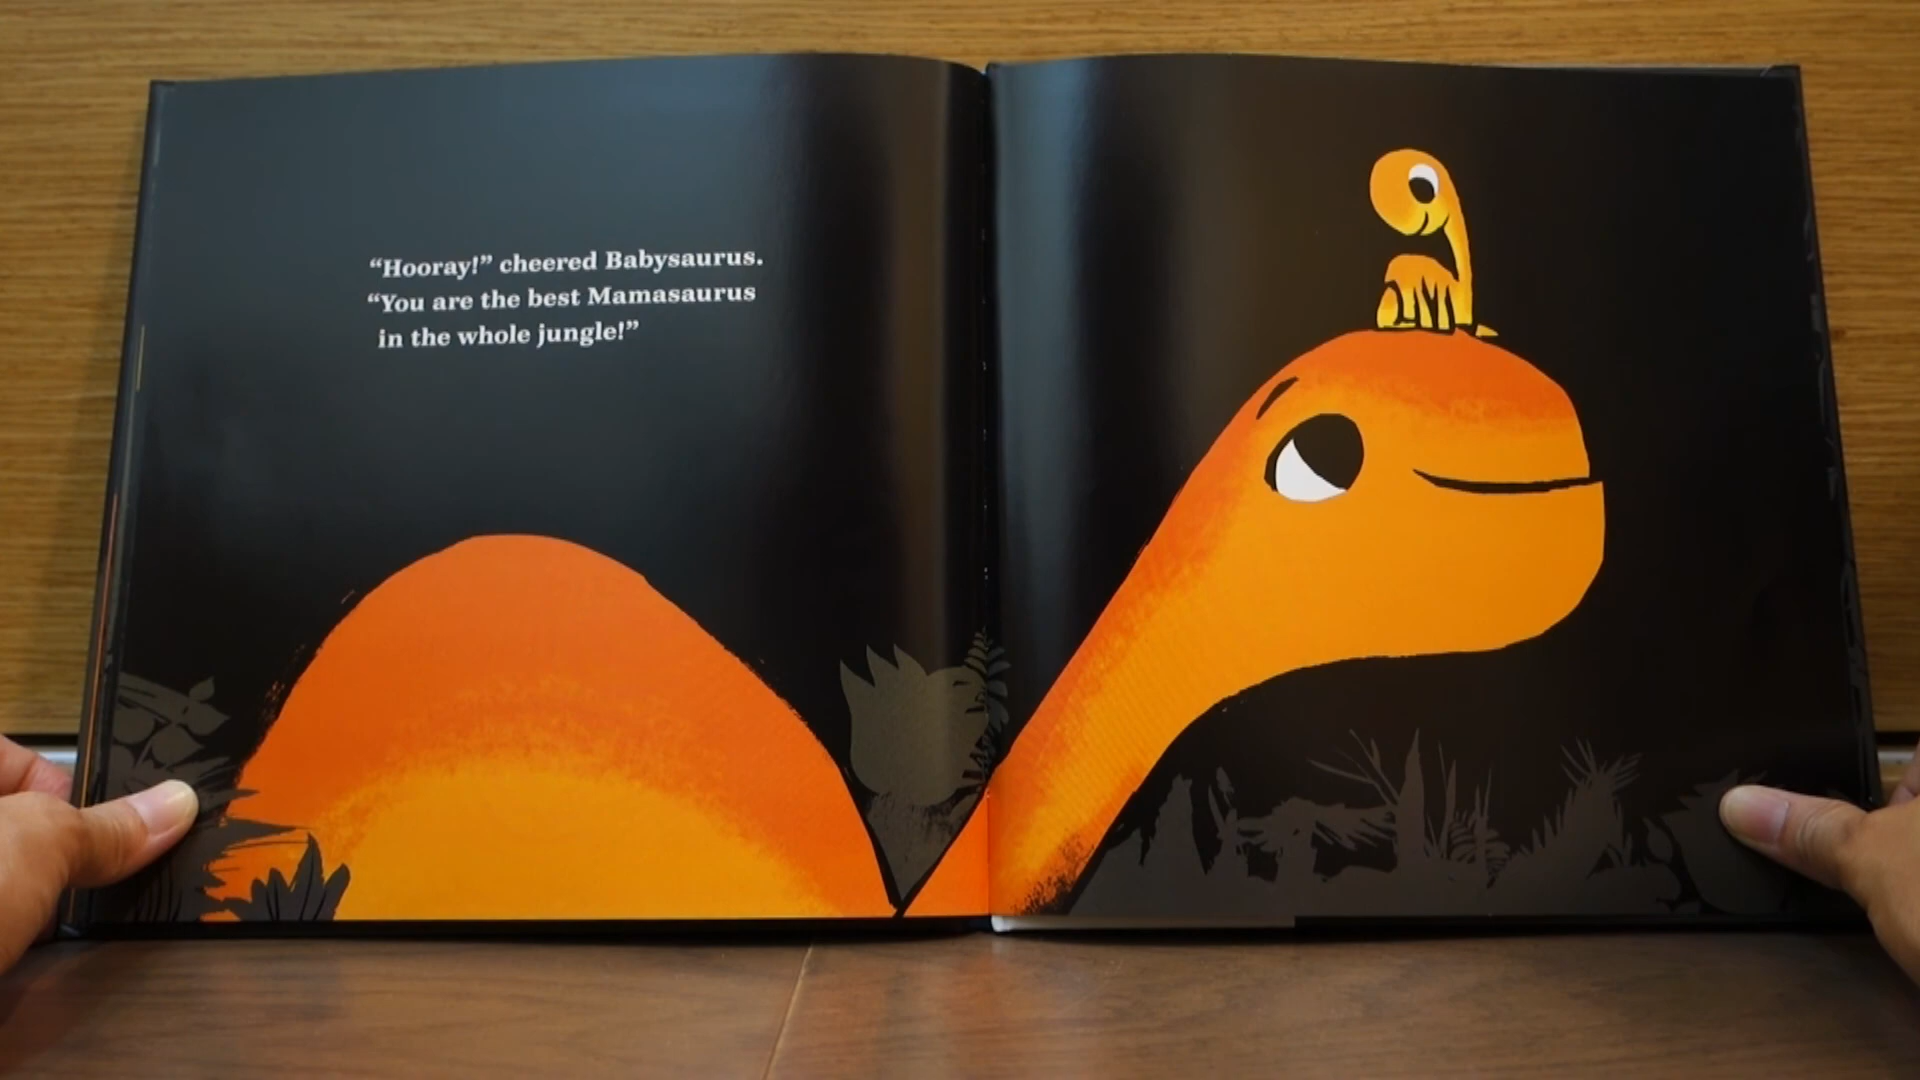 “Hooray!” cheered Babysaurus.
“You are the best Mamasaurus
in the whole jungle!”